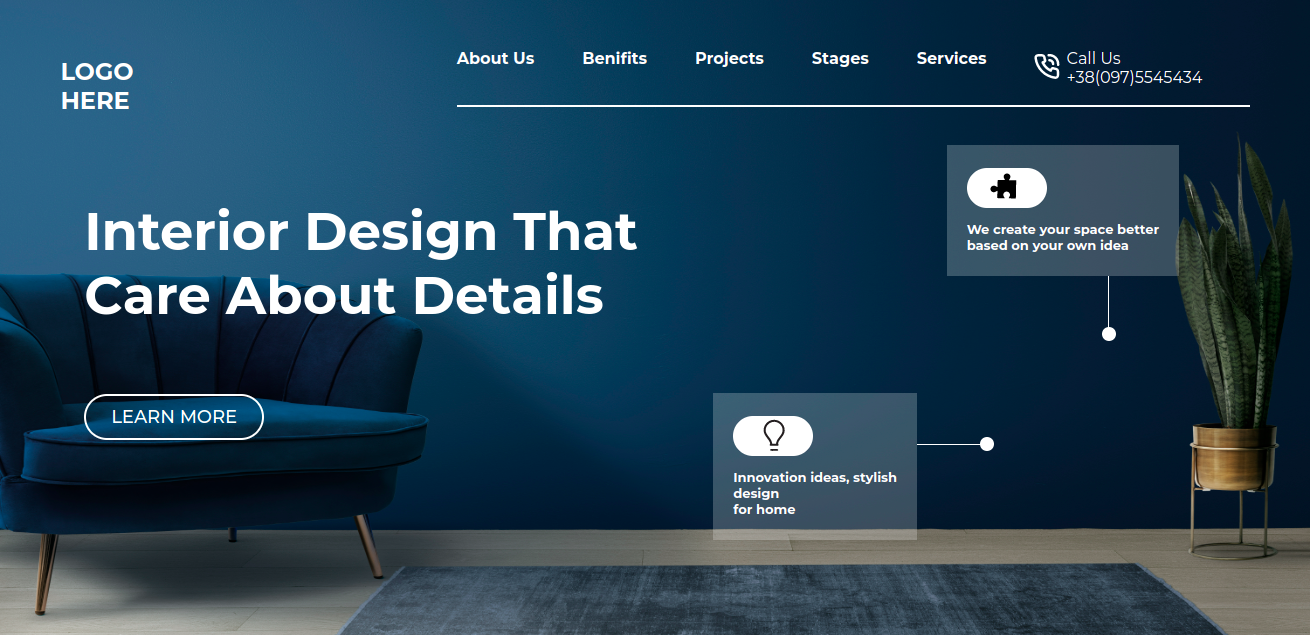 LOGO
HERE
About Us
Benifits
Projects
Stages
Services
Call Us
+38(097)5545434
Interior Design That
Care About Details
LEARN MORE
We create your space better
based on your own idea
Innovation ideas, stylish
design
for home